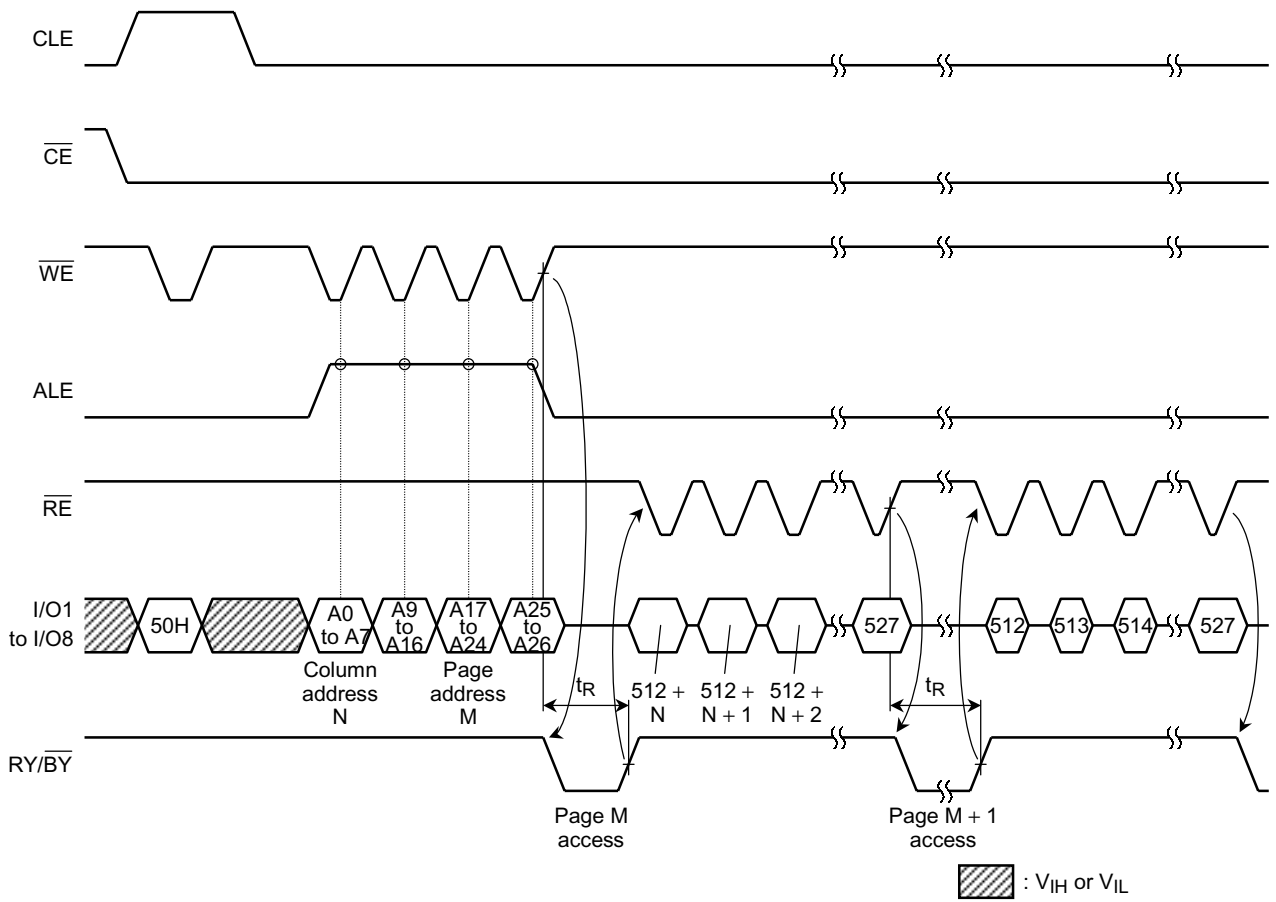 CLE
CE
WE
ALE
RE
I/O1
to I/O8
50H
A0
to A7
A9
to
A16
A17
to
A24
A25
to
A26
527
512
513
514
527
Column
address
N
Page
address
M
tR
512 +
N
512 +
N + 1
512 +
N + 2
tR
RY/BY
Page M
access
Page M + 1
access
: VIH or VIL